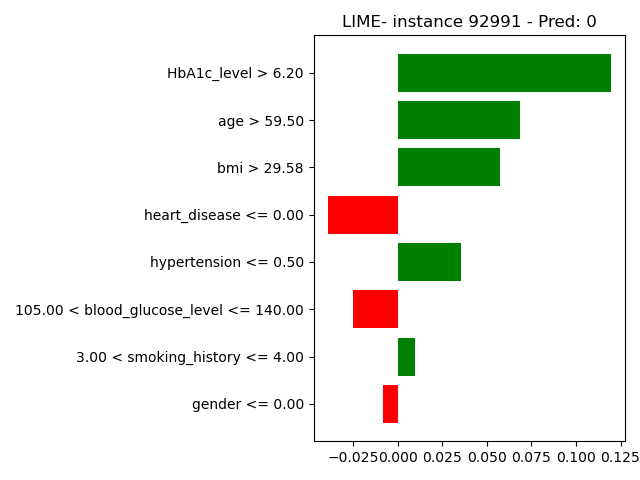 LIME- instance 92991 - Pred: 0
HbA1c_level > 6.20
age > 59.50
bmi > 29.58
heart_disease <= 0.00
hypertension <= 0.50
105.00 < blood_glucose_level <= 140.00
3.00 < smoking_history <= 4.00
gender <= 0.00
−0.025 0.000 0.025 0.050 0.075 0.100 0.125